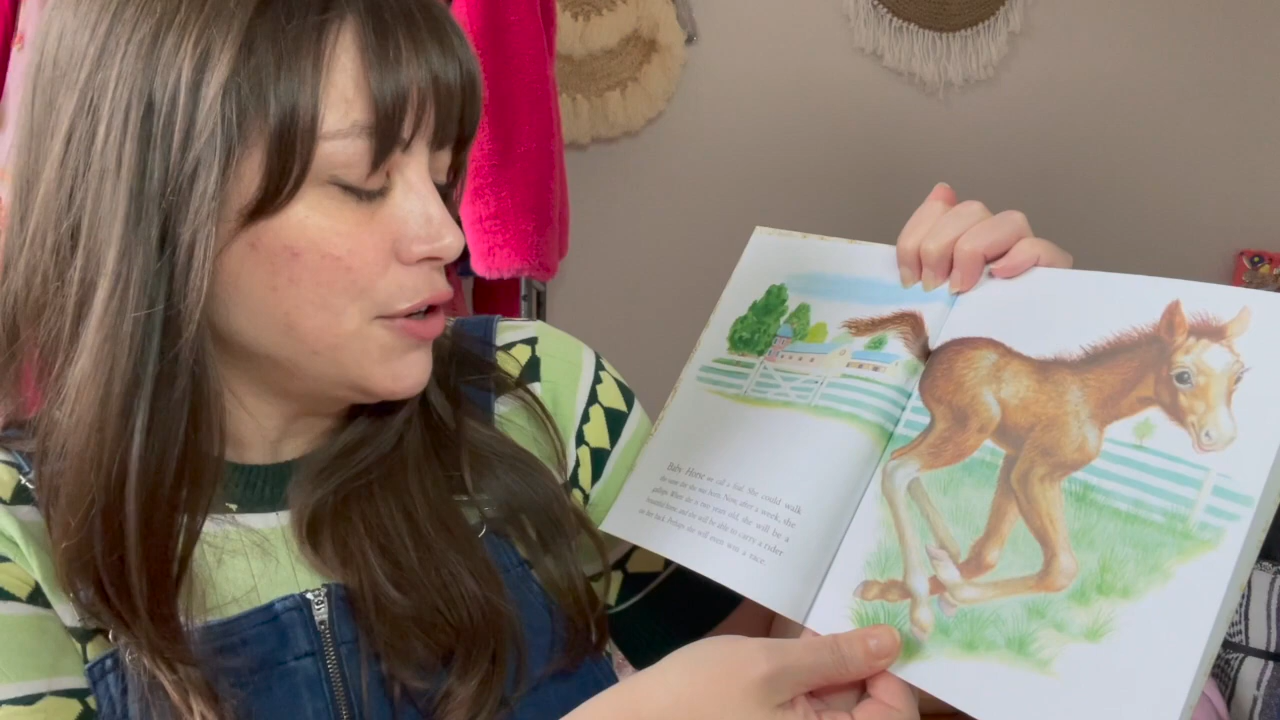 Baby Horse we call a foal. She could walk
the same day she was born. Now, after a week, she
gallops. When she is two years old, she will be a
beautiful horse and she will be able to carry a rider
on her back. Perhaps she will even win a race.